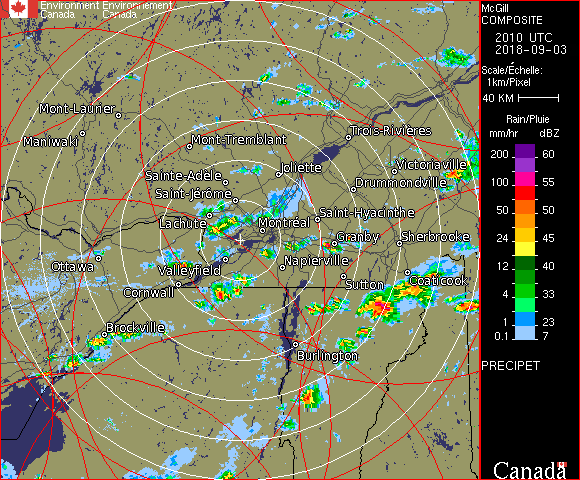 Environment Environnement
Canada Canada
McGill
COMPOSITE
2010 UTC
2018-09-03
Scale/Échelle:
1km/Pixel
40 KM
Rain/Pluie
mm/hr dBZ
200 60
100 55
50 50
24 45
12 40
4 33
1 23
0.1 7
PRECIPET
Canada
Mont-Laurier
Maniwaki
Mont-Tremblant
Trois-Rivières
Joliette
Victoriaville
Sainte-Adèle
Drummondville
Saint-Jérôme
Saint-Hyacinthe
Lachute
Montréal
Granby
Sherbrooke
Ottawa
Valleyfield
Napierville
Cornwall
Sutton
Coaticook
Brockville
Burlington